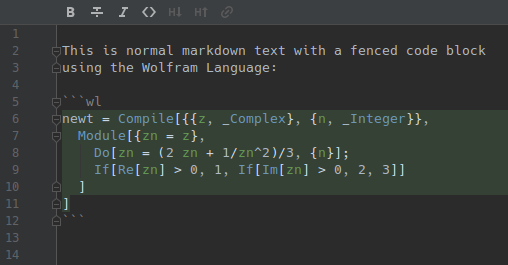 B T I <> H↓ H↑
1
2 This is normal markdown text with a fenced code block
3 using the Wolfram Language:
4
5 ```wl
6 newt = Compile[{{z, _Complex}, {n, _Integer}},
7   Module[{zn = z},
8     Do[zn = (2 zn + 1/zn^2)/3, {n}];
9     If[Re[zn] > 0, 1, If[Im[zn] > 0, 2, 3]]
10   ]
11 ]
12 ```
13
14